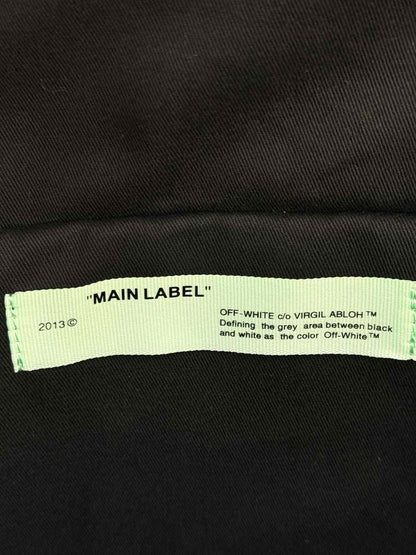 "MAIN LABEL"
2013©
OFF-WHITE c/o VIRGIL ABLOH™
Defining the grey area between black
and white as the color Off-White™